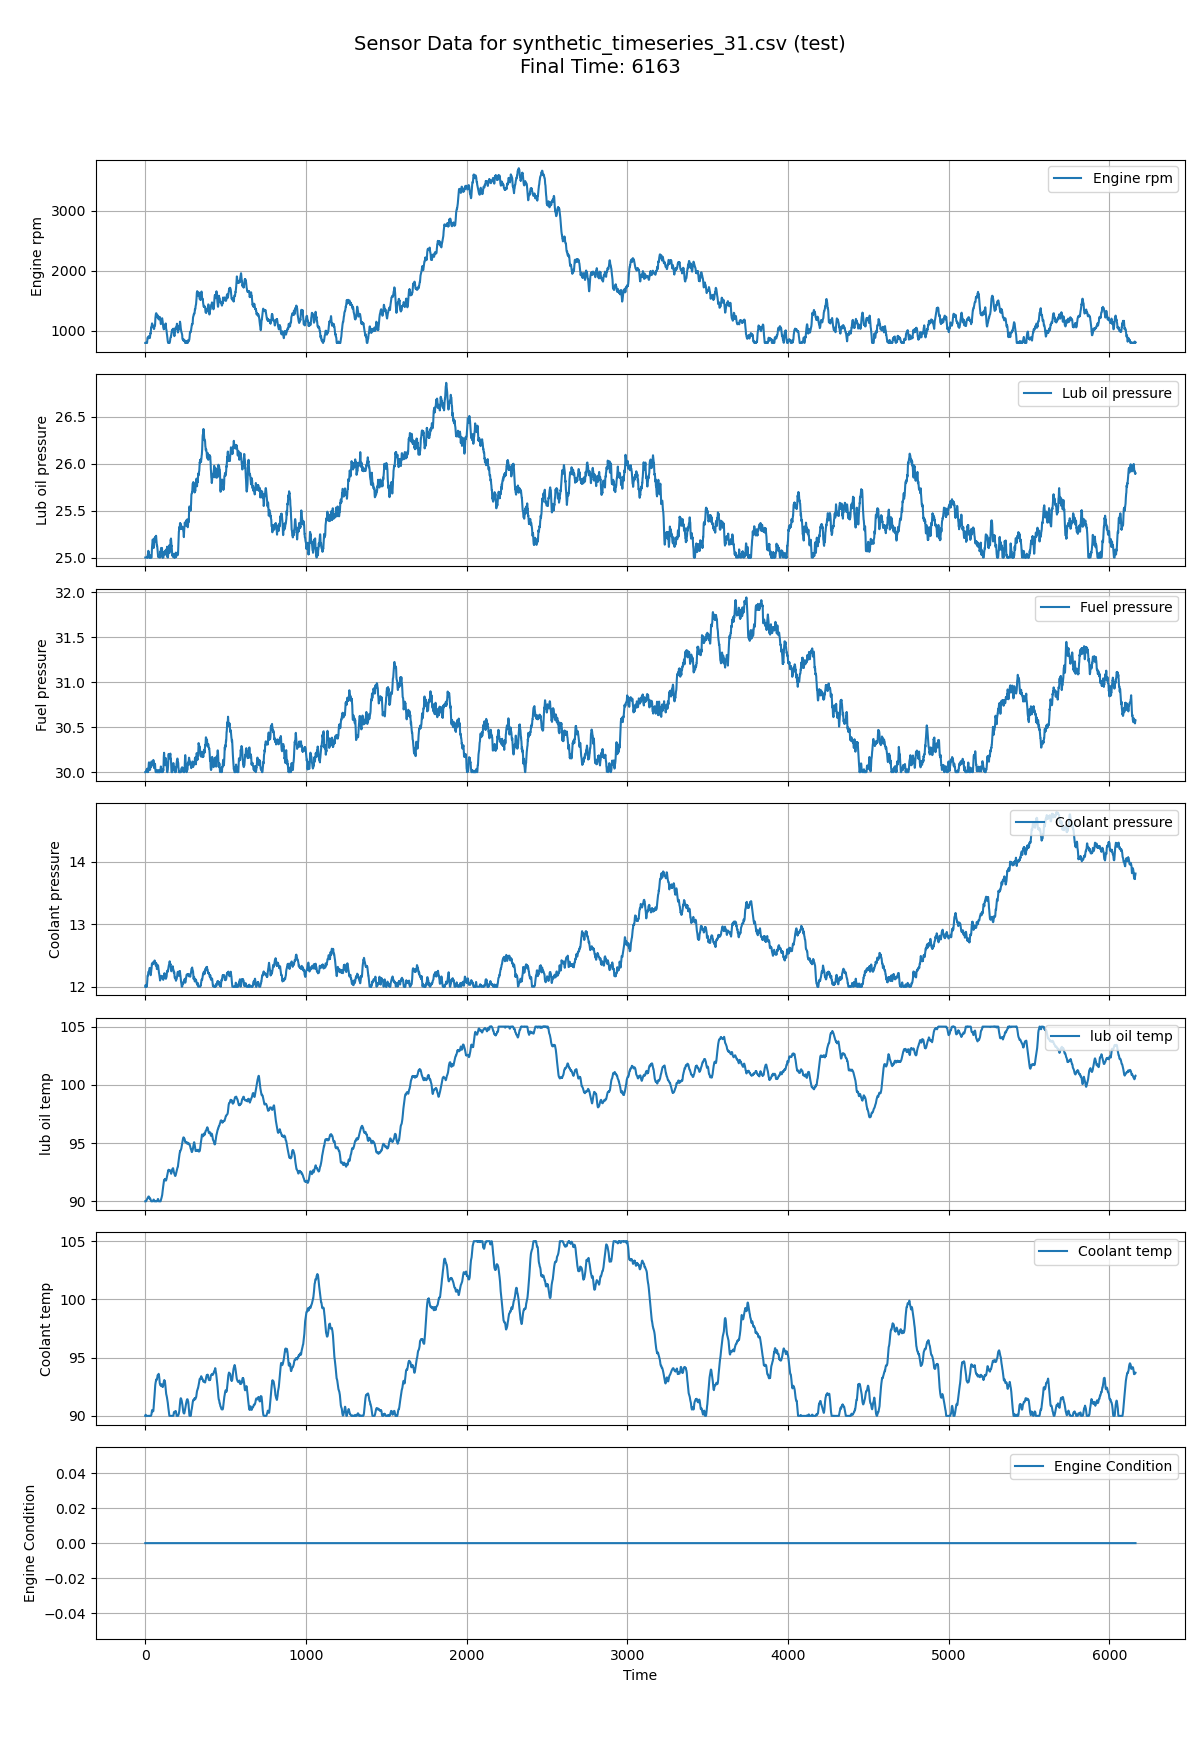 Sensor Data for synthetic_timeseries_31.csv (test)
Final Time: 6163
Engine rpm
3000
2000
1000
Engine rpm
Lub oil pressure
26.5
26.0
25.5
25.0
Lub oil pressure
Fuel pressure
32.0
31.5
31.0
30.5
30.0
Fuel pressure
Coolant pressure
14
13
12
Coolant pressure
lub oil temp
105
100
95
90
lub oil temp
Coolant temp
105
100
95
90
Coolant temp
Engine Condition
0.04
0.02
0.00
−0.02
−0.04
Engine Condition
0 1000 2000 3000 4000 5000 6000
Time